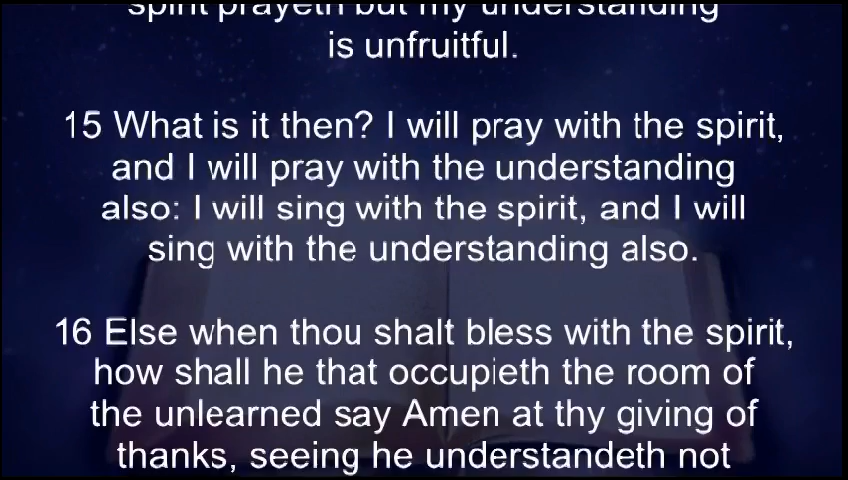 spirit prayeth but my understanding
is unfruitful.
15 What is it then? I will pray with the spirit,
and I will pray with the understanding
also: I will sing with the spirit, and I will
sing with the understanding also.
16 Else when thou shalt bless with the spirit,
how shall he that occupieth the room of
the unlearned say Amen at thy giving of
thanks, seeing he understandeth not